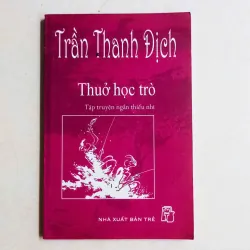 Trần Thanh Địch
Thuở học trò
Tập truyện ngắn thiếu nhi
NHÀ XUẤT BẢN TRẺ